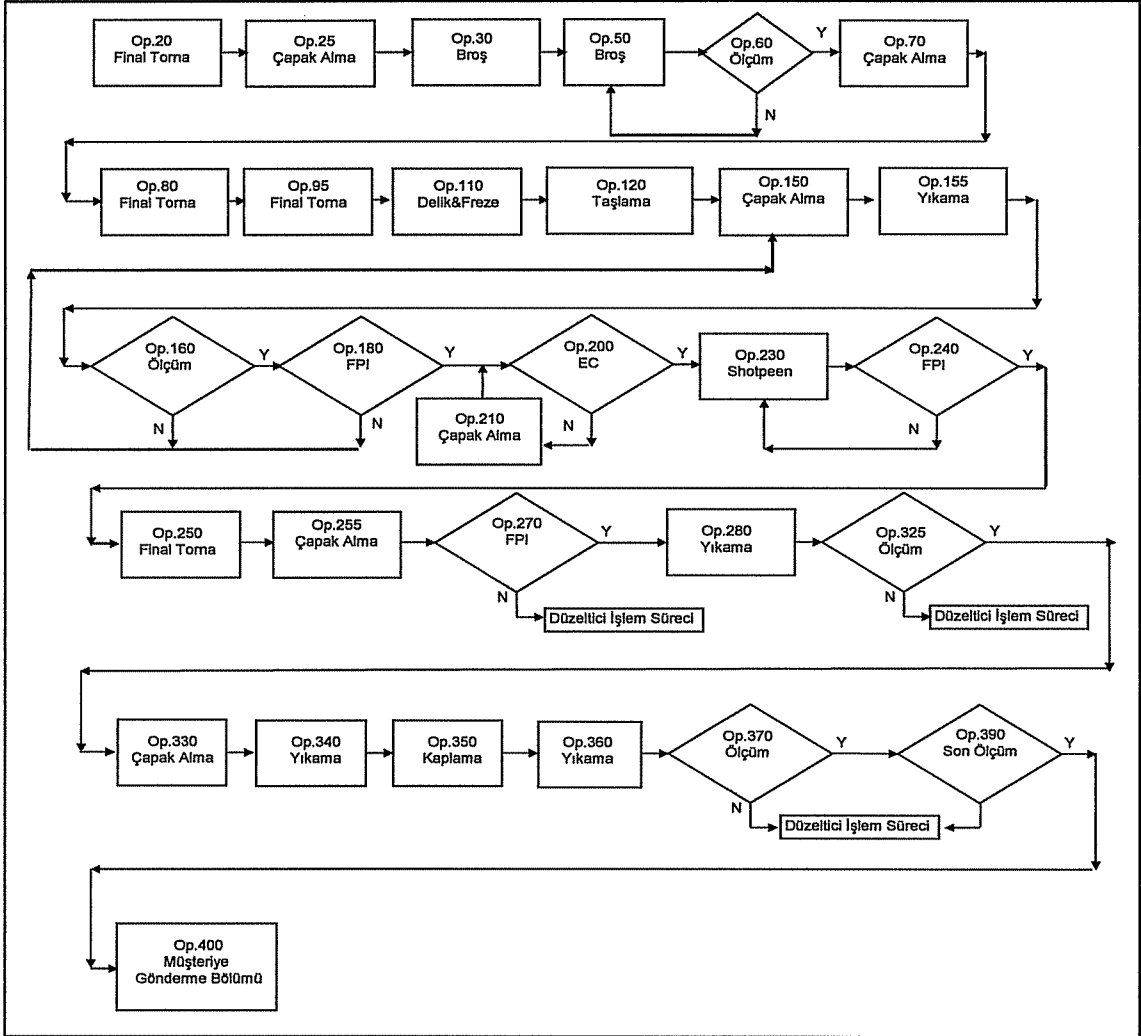 Op.20
Final Torna
Op.25
Çapak Alma
Op.30
Broş
Op.50
Broş
Op.60
Ölçüm
Y
N
Op.70
Çapak Alma
Op.80
Final Torna
Op.95
Final Torna
Op.110
Delik&Freze
Op.120
Taşlama
Op.150
Çapak Alma
Op.155
Yıkama
Op.160
Ölçüm
Y
N
Op.180
FPI
Y
N
Op.210
Çapak Alma
Op.200
EC
Y
N
Op.230
Shotpeen
Op.240
FPI
Y
N
Op.250
Final Torna
Op.255
Çapak Alma
Op.270
FPI
Y
N
Düzeltici İşlem Süreci
Op.280
Yıkama
Op.325
Ölçüm
Y
N
Düzeltici İşlem Süreci
Op.330
Çapak Alma
Op.340
Yıkama
Op.350
Kaplama
Op.360
Yıkama
Op.370
Ölçüm
Y
N
Düzeltici İşlem Süreci
Op.390
Son Ölçüm
Y
Op.400
Müşteriye
Gönderme Bölümü